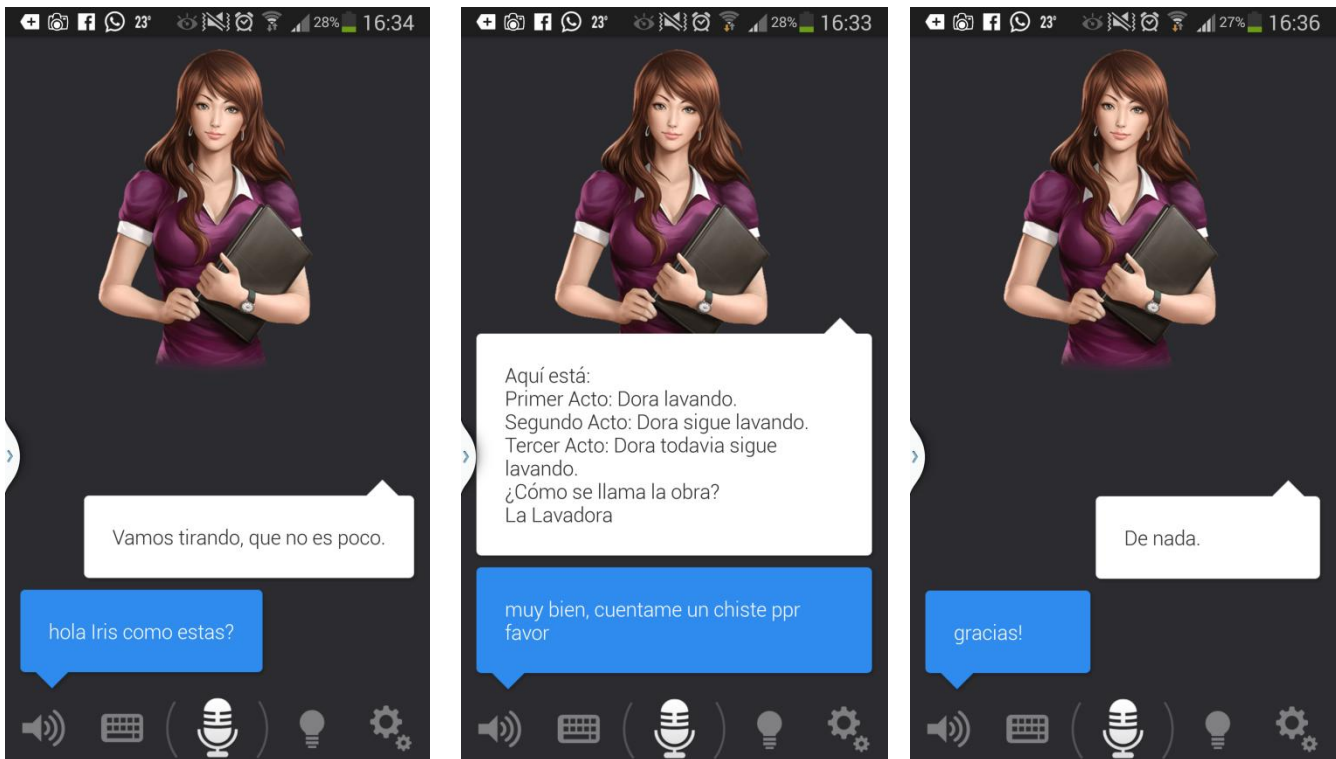 23° 28% 16:34
Vamos tirando, que no es poco.
hola Iris como estas?
23° 28% 16:33
Aquí está:
Primer Acto: Dora lavando.
Segundo Acto: Dora sigue lavando.
Tercer Acto: Dora todavia sigue
lavando.
¿Cómo se llama la obra?
La Lavadora
muy bien, cuentame un chiste ppr
favor
23° 27% 16:36
De nada.
gracias!